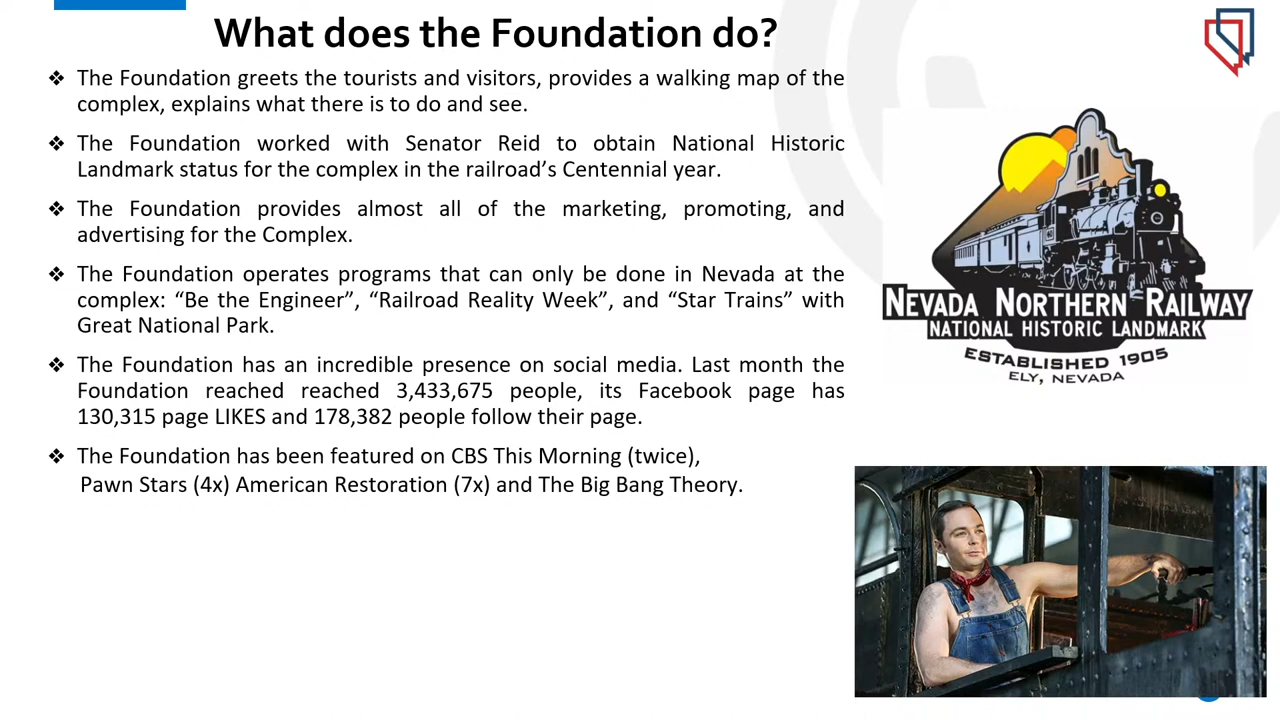 What does the Foundation do?
❖ The Foundation greets the tourists and visitors, provides a walking map of the
complex, explains what there is to do and see.
❖ The Foundation worked with Senator Reid to obtain National Historic
Landmark status for the complex in the railroad’s Centennial year.
❖ The Foundation provides almost all of the marketing, promoting, and
advertising for the Complex.
❖ The Foundation operates programs that can only be done in Nevada at the
complex: “Be the Engineer”, “Railroad Reality Week”, and “Star Trains” with
Great National Park.
❖ The Foundation has an incredible presence on social media. Last month the
Foundation reached reached 3,433,675 people, its Facebook page has
130,315 page LIKES and 178,382 people follow their page.
❖ The Foundation has been featured on CBS This Morning (twice),
Pawn Stars (4x) American Restoration (7x) and The Big Bang Theory.
NEVADA NORTHERN RAILWAY
NATIONAL HISTORIC LANDMARK
ESTABLISHED 1905
ELY, NEVADA